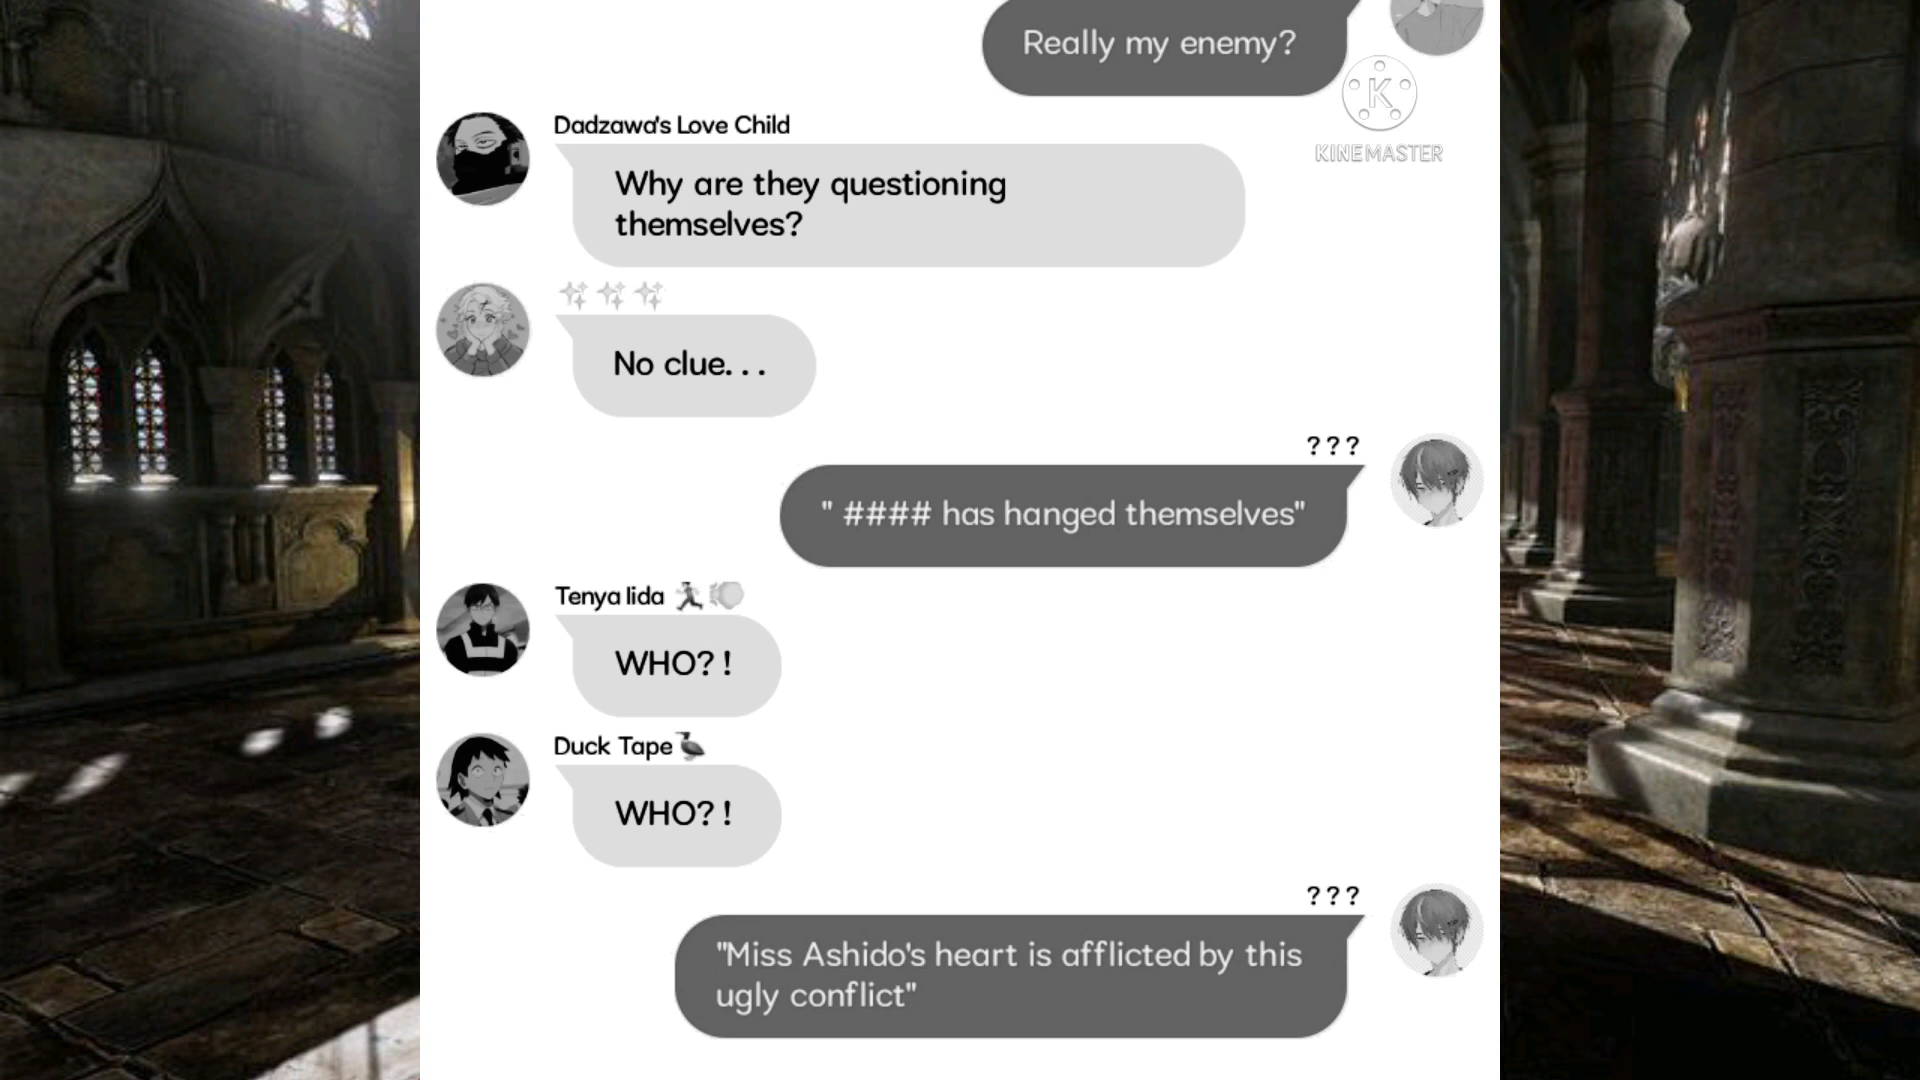 Really my enemy?
KINEMASTER
Dadzawa's Love Child
Why are they questioning
themselves?
No clue. . .
? ? ?
" #### has hanged themselves"
Tenya Iida
WHO? !
Duck Tape
WHO? !
? ? ?
"Miss Ashido's heart is afflicted by this
ugly conflict"